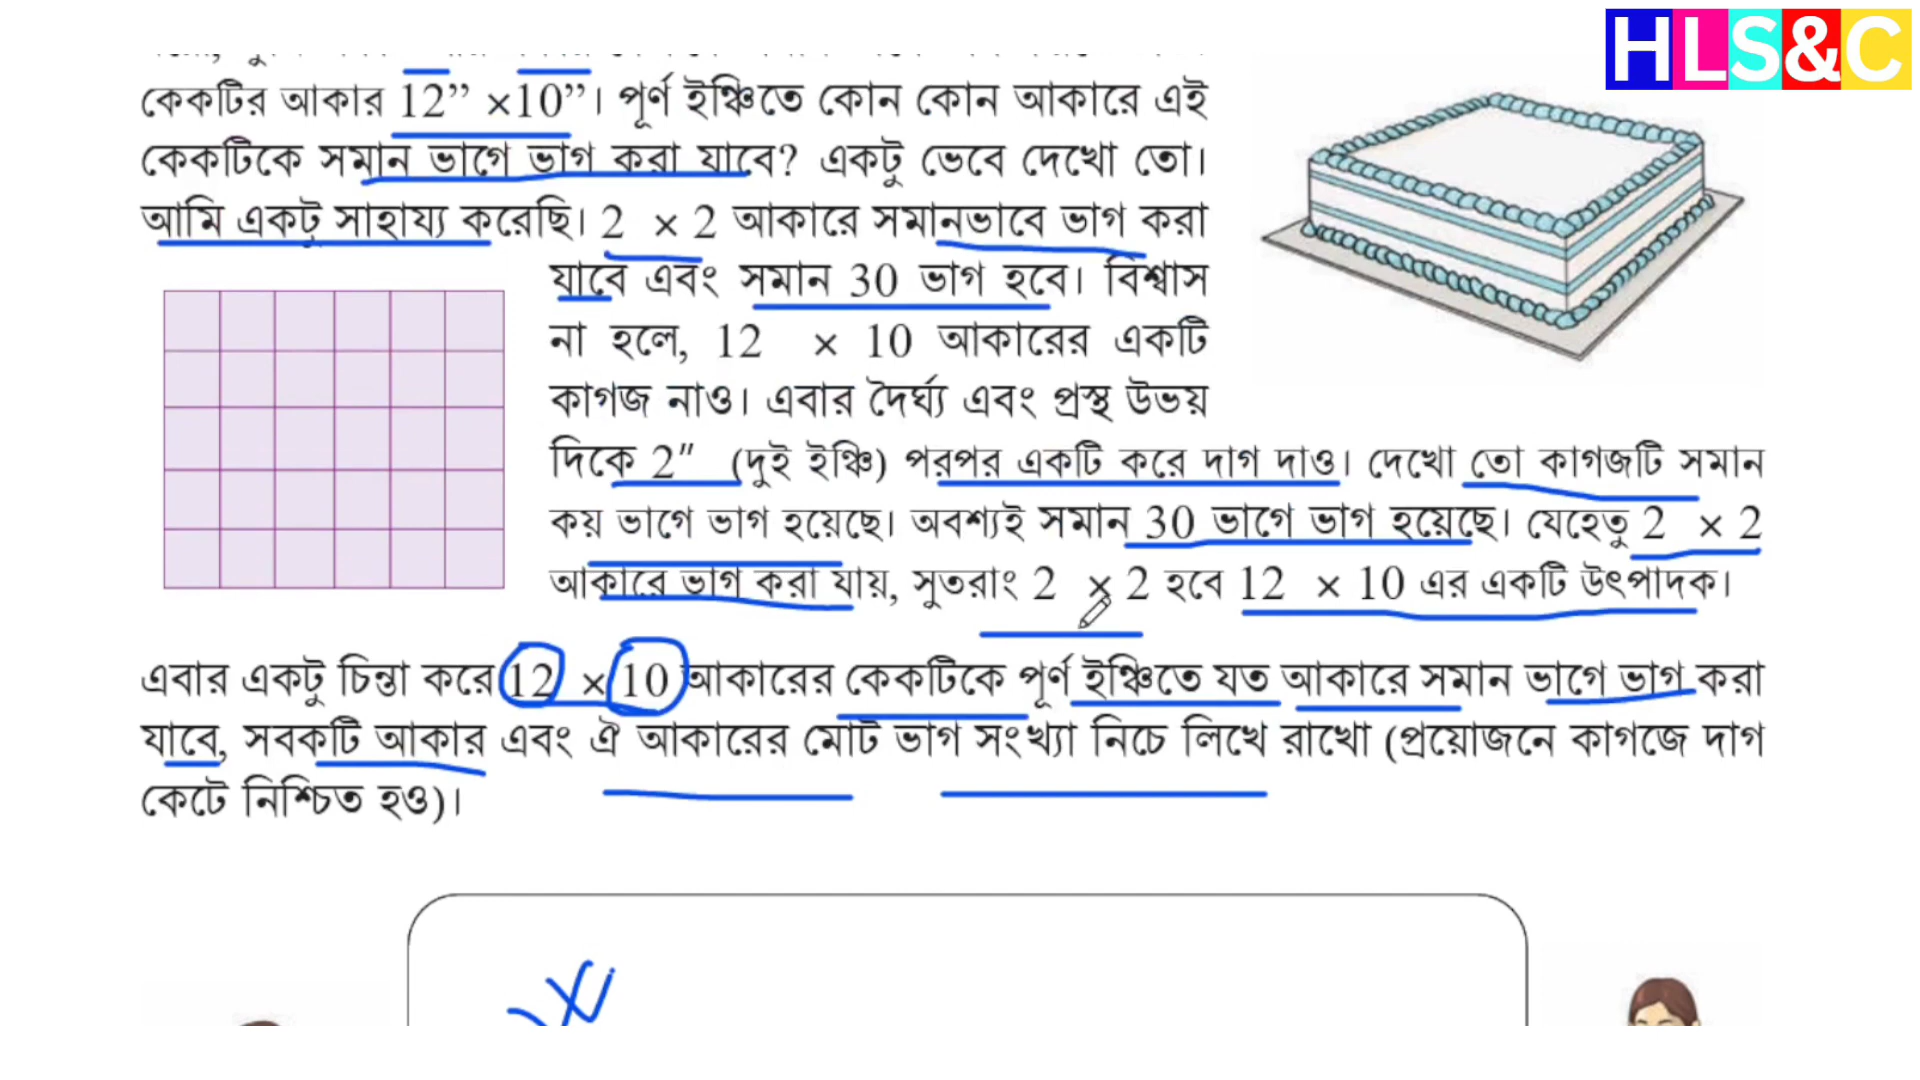 HLS&C
কেকটির আকার 12” ×10”। পূর্ণ ইঞ্চিতে কোন কোন আকারে এই
কেকটিকে সমান ভাগে ভাগ করা যাবে? একটু ভেবে দেখো তো।
আমি একটু সাহায্য করেছি। 2 × 2 আকারে সমানভাবে ভাগ করা
যাবে এবং সমান 30 ভাগ হবে। বিশ্বাস
না হলে, 12 × 10 আকারের একটি
কাগজ নাও। এবার দৈর্ঘ্য এবং প্রস্থ উভয়
দিকে 2" (দুই ইঞ্চি) পরপর একটি করে দাগ দাও। দেখো তো কাগজটি সমান
কয় ভাগে ভাগ হয়েছে। অবশ্যই সমান 30 ভাগে ভাগ হয়েছে। যেহেতু 2 × 2
আকারে ভাগ করা যায়, সুতরাং 2 × 2 হবে 12 × 10 এর একটি উৎপাদক।
এবার একটু চিন্তা করে 12 × 10 আকারের কেকটিকে পূর্ণ ইঞ্চিতে যত আকারে সমান ভাগে ভাগ করা
যাবে, সবকটি আকার এবং ঐ আকারের মোট ভাগ সংখ্যা নিচে লিখে রাখো (প্রয়োজনে কাগজে দাগ
কেটে নিশ্চিত হও)।